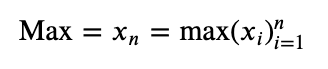 Max = xₙ = max(xᵢ)ⁿᵢ₌₁